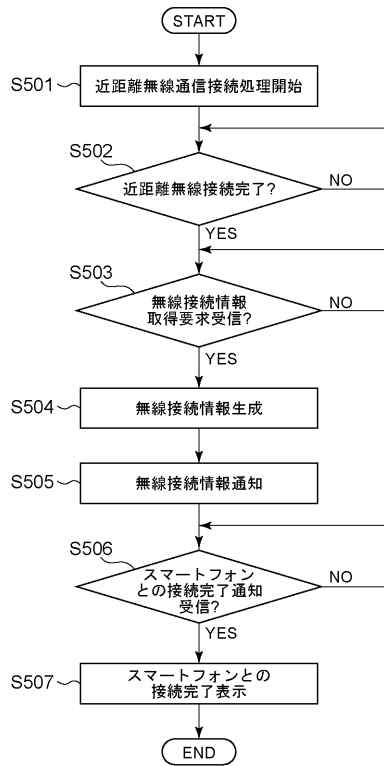 START
S501
近距離無線通信接続処理開始
S502
近距離無線接続完了?
NO
YES
S503
無線接続情報
取得要求受信?
NO
YES
S504
無線接続情報生成
S505
無線接続情報通知
S506
スマートフォン
との接続完了通知
受信?
NO
YES
S507
スマートフォンとの
接続完了表示
END